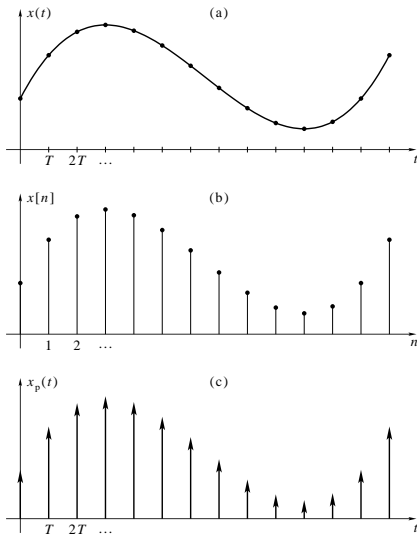 x(t) (a)
T 2T ... t
x[n] (b)
1 2 ... n
x_p(t) (c)
T 2T ... t